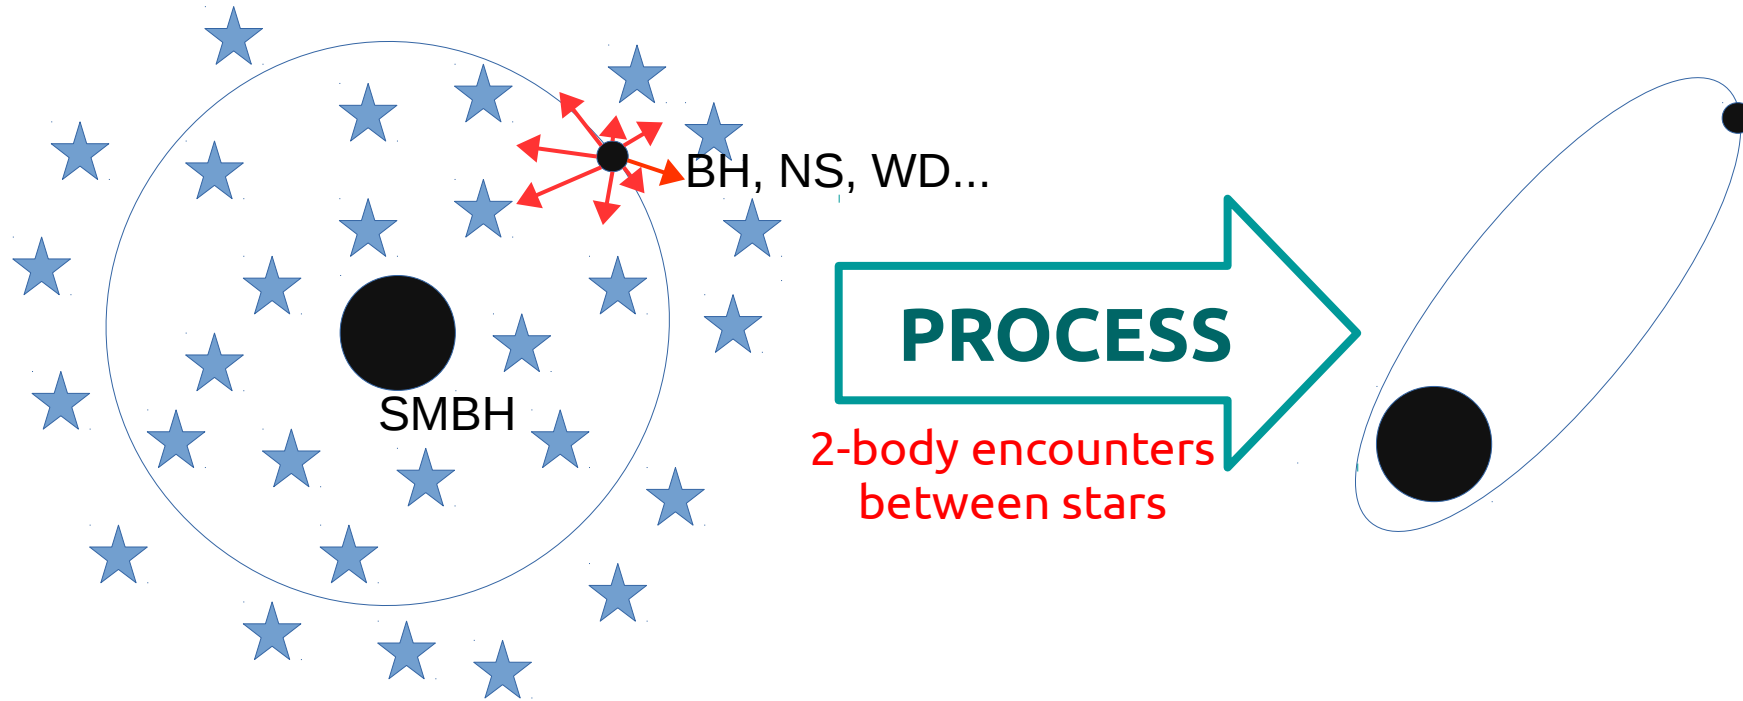 BH, NS, WD...
SMBH
PROCESS
2-body encounters
between stars